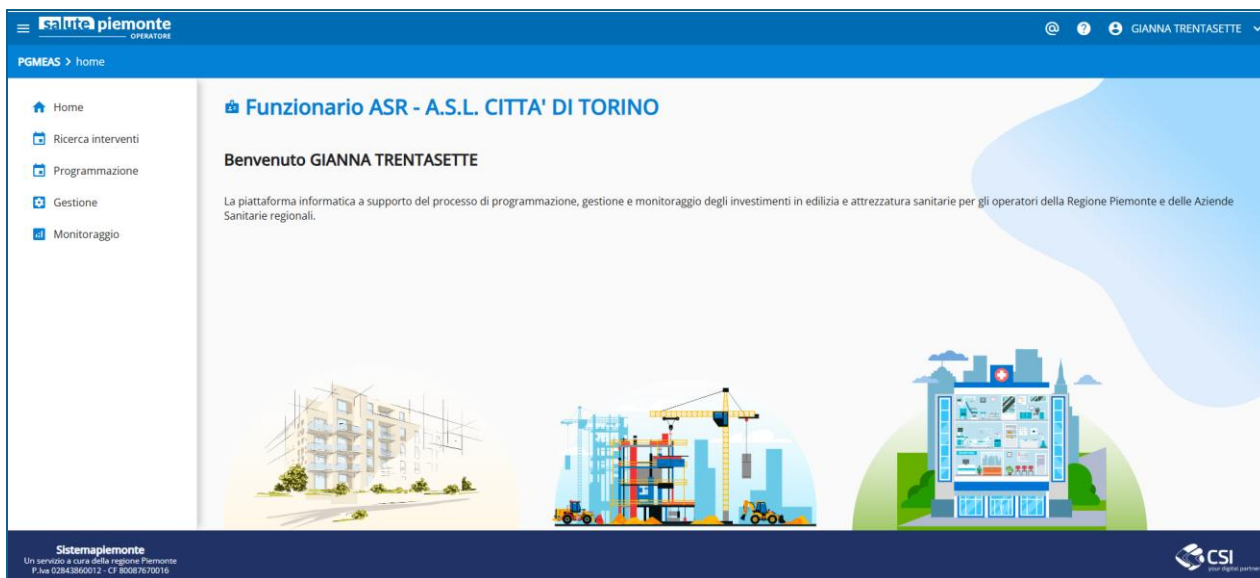 salute piemonte
OPERATORE
@ ? GIANNA TRENTASETTE
PGMEAS > home
Home
Ricerca interventi
Programmazione
Gestione
Monitoraggio
Funzionario ASR - A.S.L. CITTA' DI TORINO
Benvenuto GIANNA TRENTASETTE
La piattaforma informatica a supporto del processo di programmazione, gestione e monitoraggio degli investimenti in edilizia e attrezzatura sanitarie per gli operatori della Regione Piemonte e delle Aziende
Sanitarie regionali.
Sistemapiemonte
Un servizio a cura della regione Piemonte
P.Iva 02843860012 - CF 80087670016
CSI
your digital partner